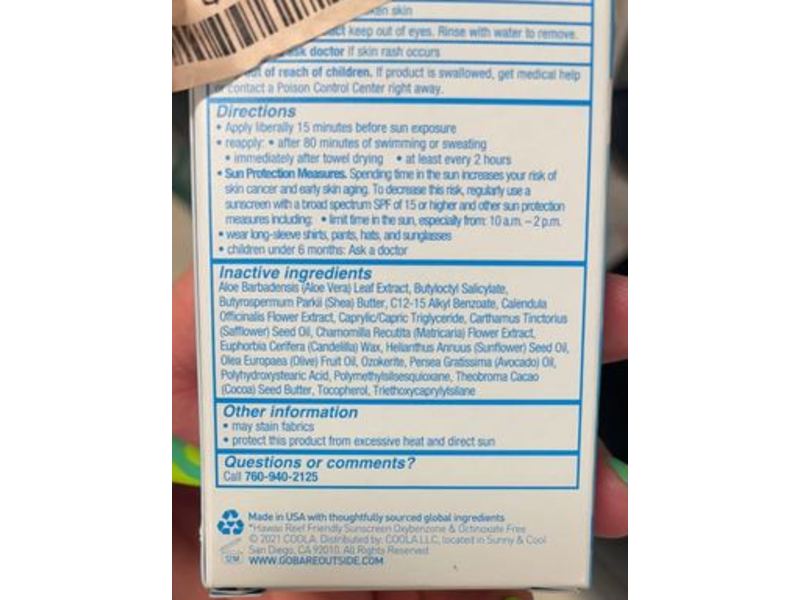 skin
keep out of eyes. Rinse with water to remove.
ask doctor if skin rash occurs
of reach of children. If product is swallowed, get medical help
or contact a Poison Control Center right away.
Directions
• Apply liberally 15 minutes before sun exposure
• reapply: • after 80 minutes of swimming or sweating
• immediately after towel drying • at least every 2 hours
• Sun Protection Measures. Spending time in the sun increases your risk of
skin cancer and early skin aging. To decrease this risk, regularly use a
sunscreen with a broad spectrum SPF of 15 or higher and other sun protection
measures including: • limit time in the sun, especially from: 10 a.m. – 2 p.m.
• wear long-sleeve shirts, pants, hats, and sunglasses
• children under 6 months: Ask a doctor
Inactive ingredients
Aloe Barbadensis (Aloe Vera) Leaf Extract, Butyloctyl Salicylate,
Butyrospermum Parkii (Shea) Butter, C12-15 Alkyl Benzoate, Calendula
Officinalis Flower Extract, Caprylic/Capric Triglyceride, Carthamus Tinctorius
(Safflower) Seed Oil, Chamomilla Recutita (Matricaria) Flower Extract,
Euphorbia Cerifera (Candelilla) Wax, Helianthus Annuus (Sunflower) Seed Oil,
Olea Europaea (Olive) Fruit Oil, Ozokerite, Persea Gratissima (Avocado) Oil,
Polyhydroxystearic Acid, Polymethylsilsesquioxane, Theobroma Cacao
(Cocoa) Seed Butter, Tocopherol, Triethoxycaprylylsilane
Other information
• may stain fabrics
• protect this product from excessive heat and direct sun
Questions or comments?
Call 760-940-2125
Made in USA with thoughtfully sourced global ingredients
*Hawaii Reef Friendly Sunscreen Oxybenzone & Octinoxate Free
© 2021 COOLA. Distributed by: COOLA LLC, located in Sunny & Cool
San Diego, CA 92010. All Rights Reserved
12M WWW.GOBAREOUTSIDE.COM